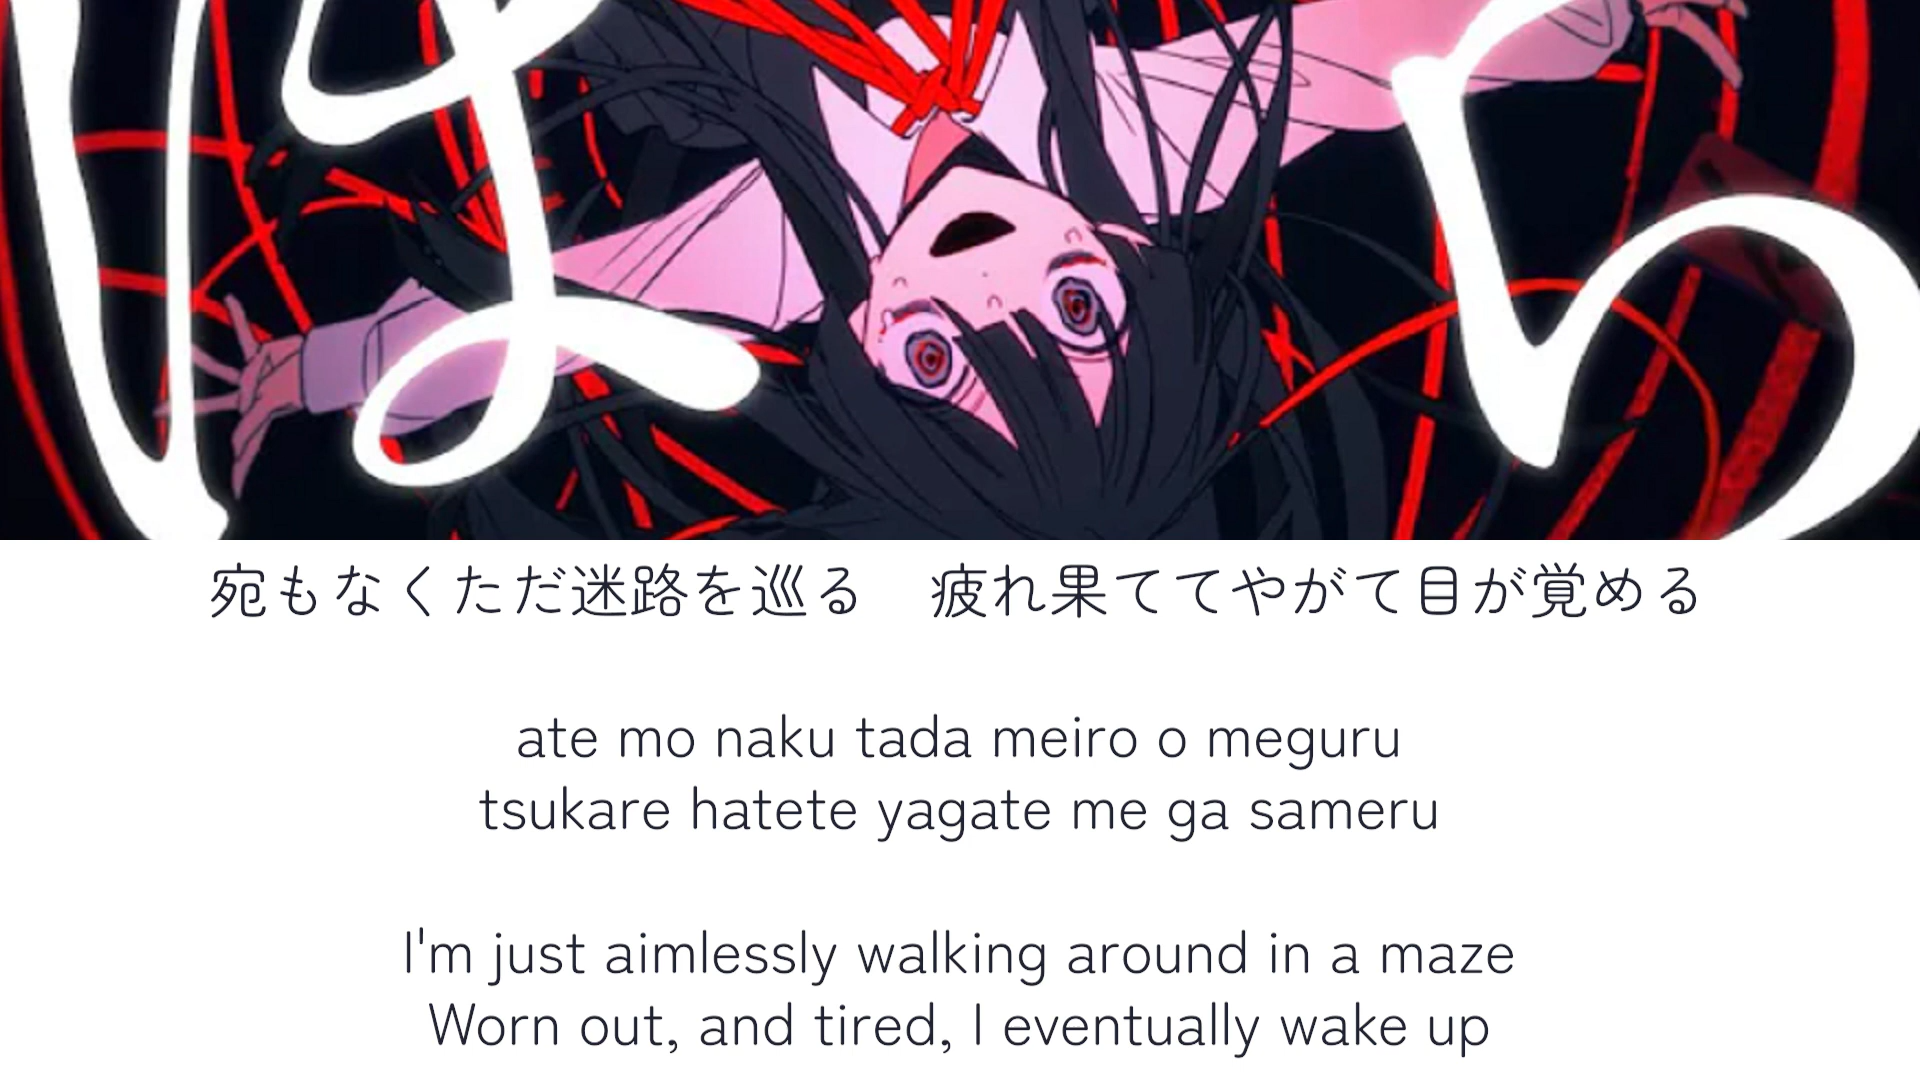 ばら
宛もなくただ迷路を巡る　疲れ果ててやがて目が覚める
ate mo naku tada meiro o meguru
tsukare hatete yagate me ga sameru
I'm just aimlessly walking around in a maze
Worn out, and tired, I eventually wake up